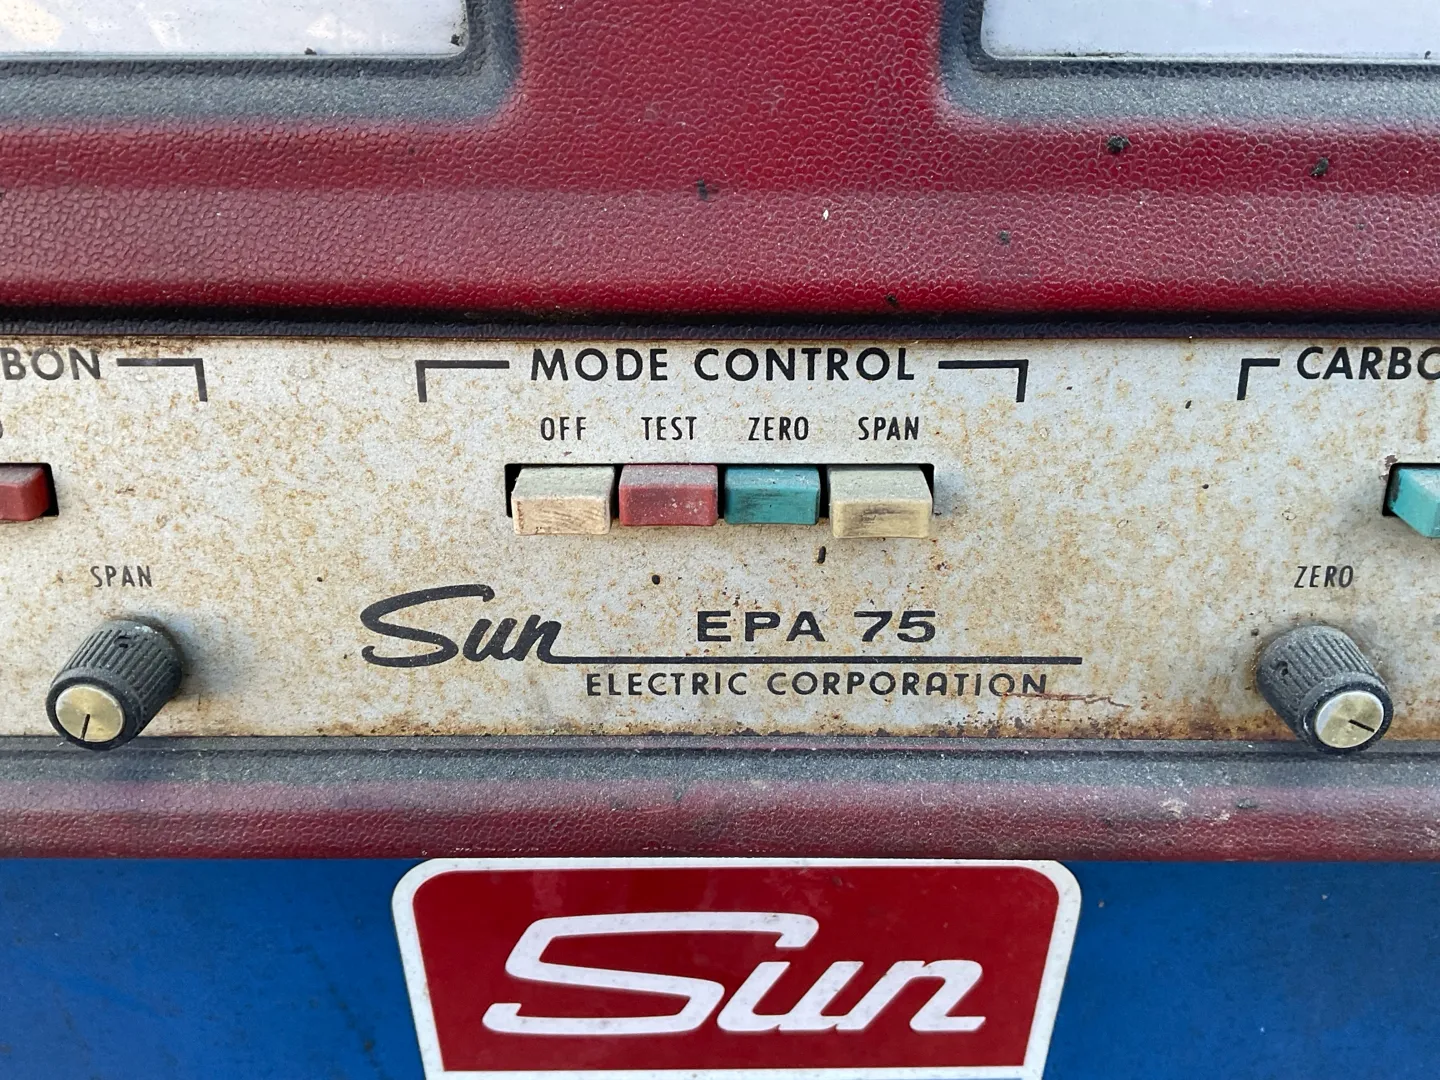 BON
MODE CONTROL
CARBO
OFF TEST ZERO SPAN
SPAN
ZERO
Sun EPA 75
ELECTRIC CORPORATION
Sun